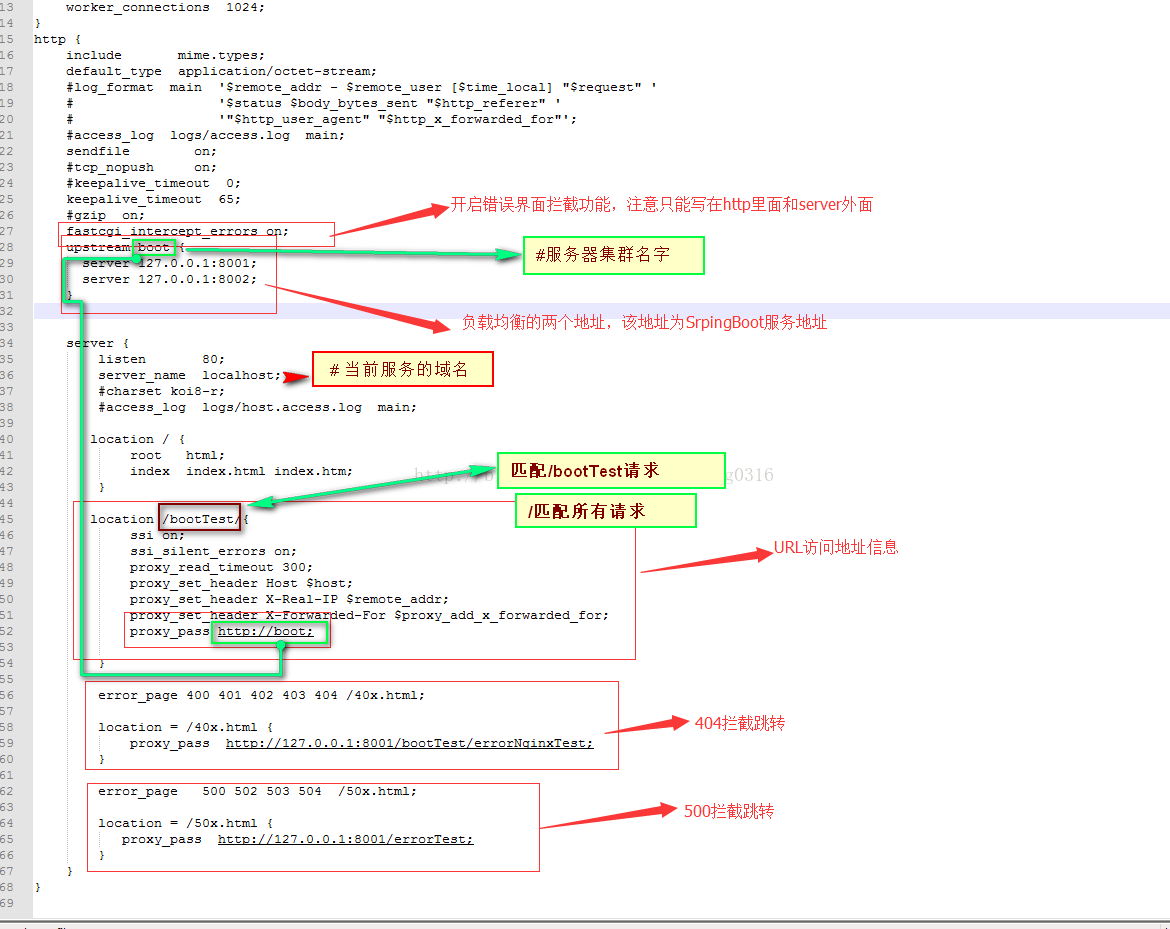 13 worker_connections 1024;
14 }
15 http {
16 include mime.types;
17 default_type application/octet-stream;
18 #log_format main '$remote_addr - $remote_user [$time_local] "$request" '
19 # '$status $body_bytes_sent "$http_referer" '
20 # '"$http_user_agent" "$http_x_forwarded_for"';
21 #access_log logs/access.log main;
22 sendfile on;
23 #tcp_nopush on;
24 #keepalive_timeout 0;
25 keepalive_timeout 65;
开启错误界面拦截功能，注意只能写在http里面和server外面
26 #gzip on;
27 fastcgi_intercept_errors on;
28 upstream boot {
#服务器集群名字
29 server 127.0.0.1:8001;
30 server 127.0.0.1:8002;
31 }
32
负载均衡的两个地址，该地址为SrpingBoot服务地址
33
34 server {
35 listen 80;
36 server_name localhost;
# 当前服务的域名
37 #charset koi8-r;
38 #access_log logs/host.access.log main;
39
40 location / {
41 root html;
42 index index.html index.htm;
匹配/bootTest请求
g0316
43 }
44
/匹配所有请求
45 location /bootTest/{
46 ssi on;
47 ssi_silent_errors on;
URL访问地址信息
48 proxy_read_timeout 300;
49 proxy_set_header Host $host;
50 proxy_set_header X-Real-IP $remote_addr;
51 proxy_set_header X-Forwarded-For $proxy_add_x_forwarded_for;
52 proxy_pass http://boot;
53
54 }
55
56 error_page 400 401 402 403 404 /40x.html;
57
58 location = /40x.html {
404拦截跳转
59 proxy_pass http://127.0.0.1:8001/bootTest/errorNginxTest;
60 }
61
62 error_page 500 502 503 504 /50x.html;
63
500拦截跳转
64 location = /50x.html {
65 proxy_pass http://127.0.0.1:8001/errorTest;
66 }
67 }
68 }
69